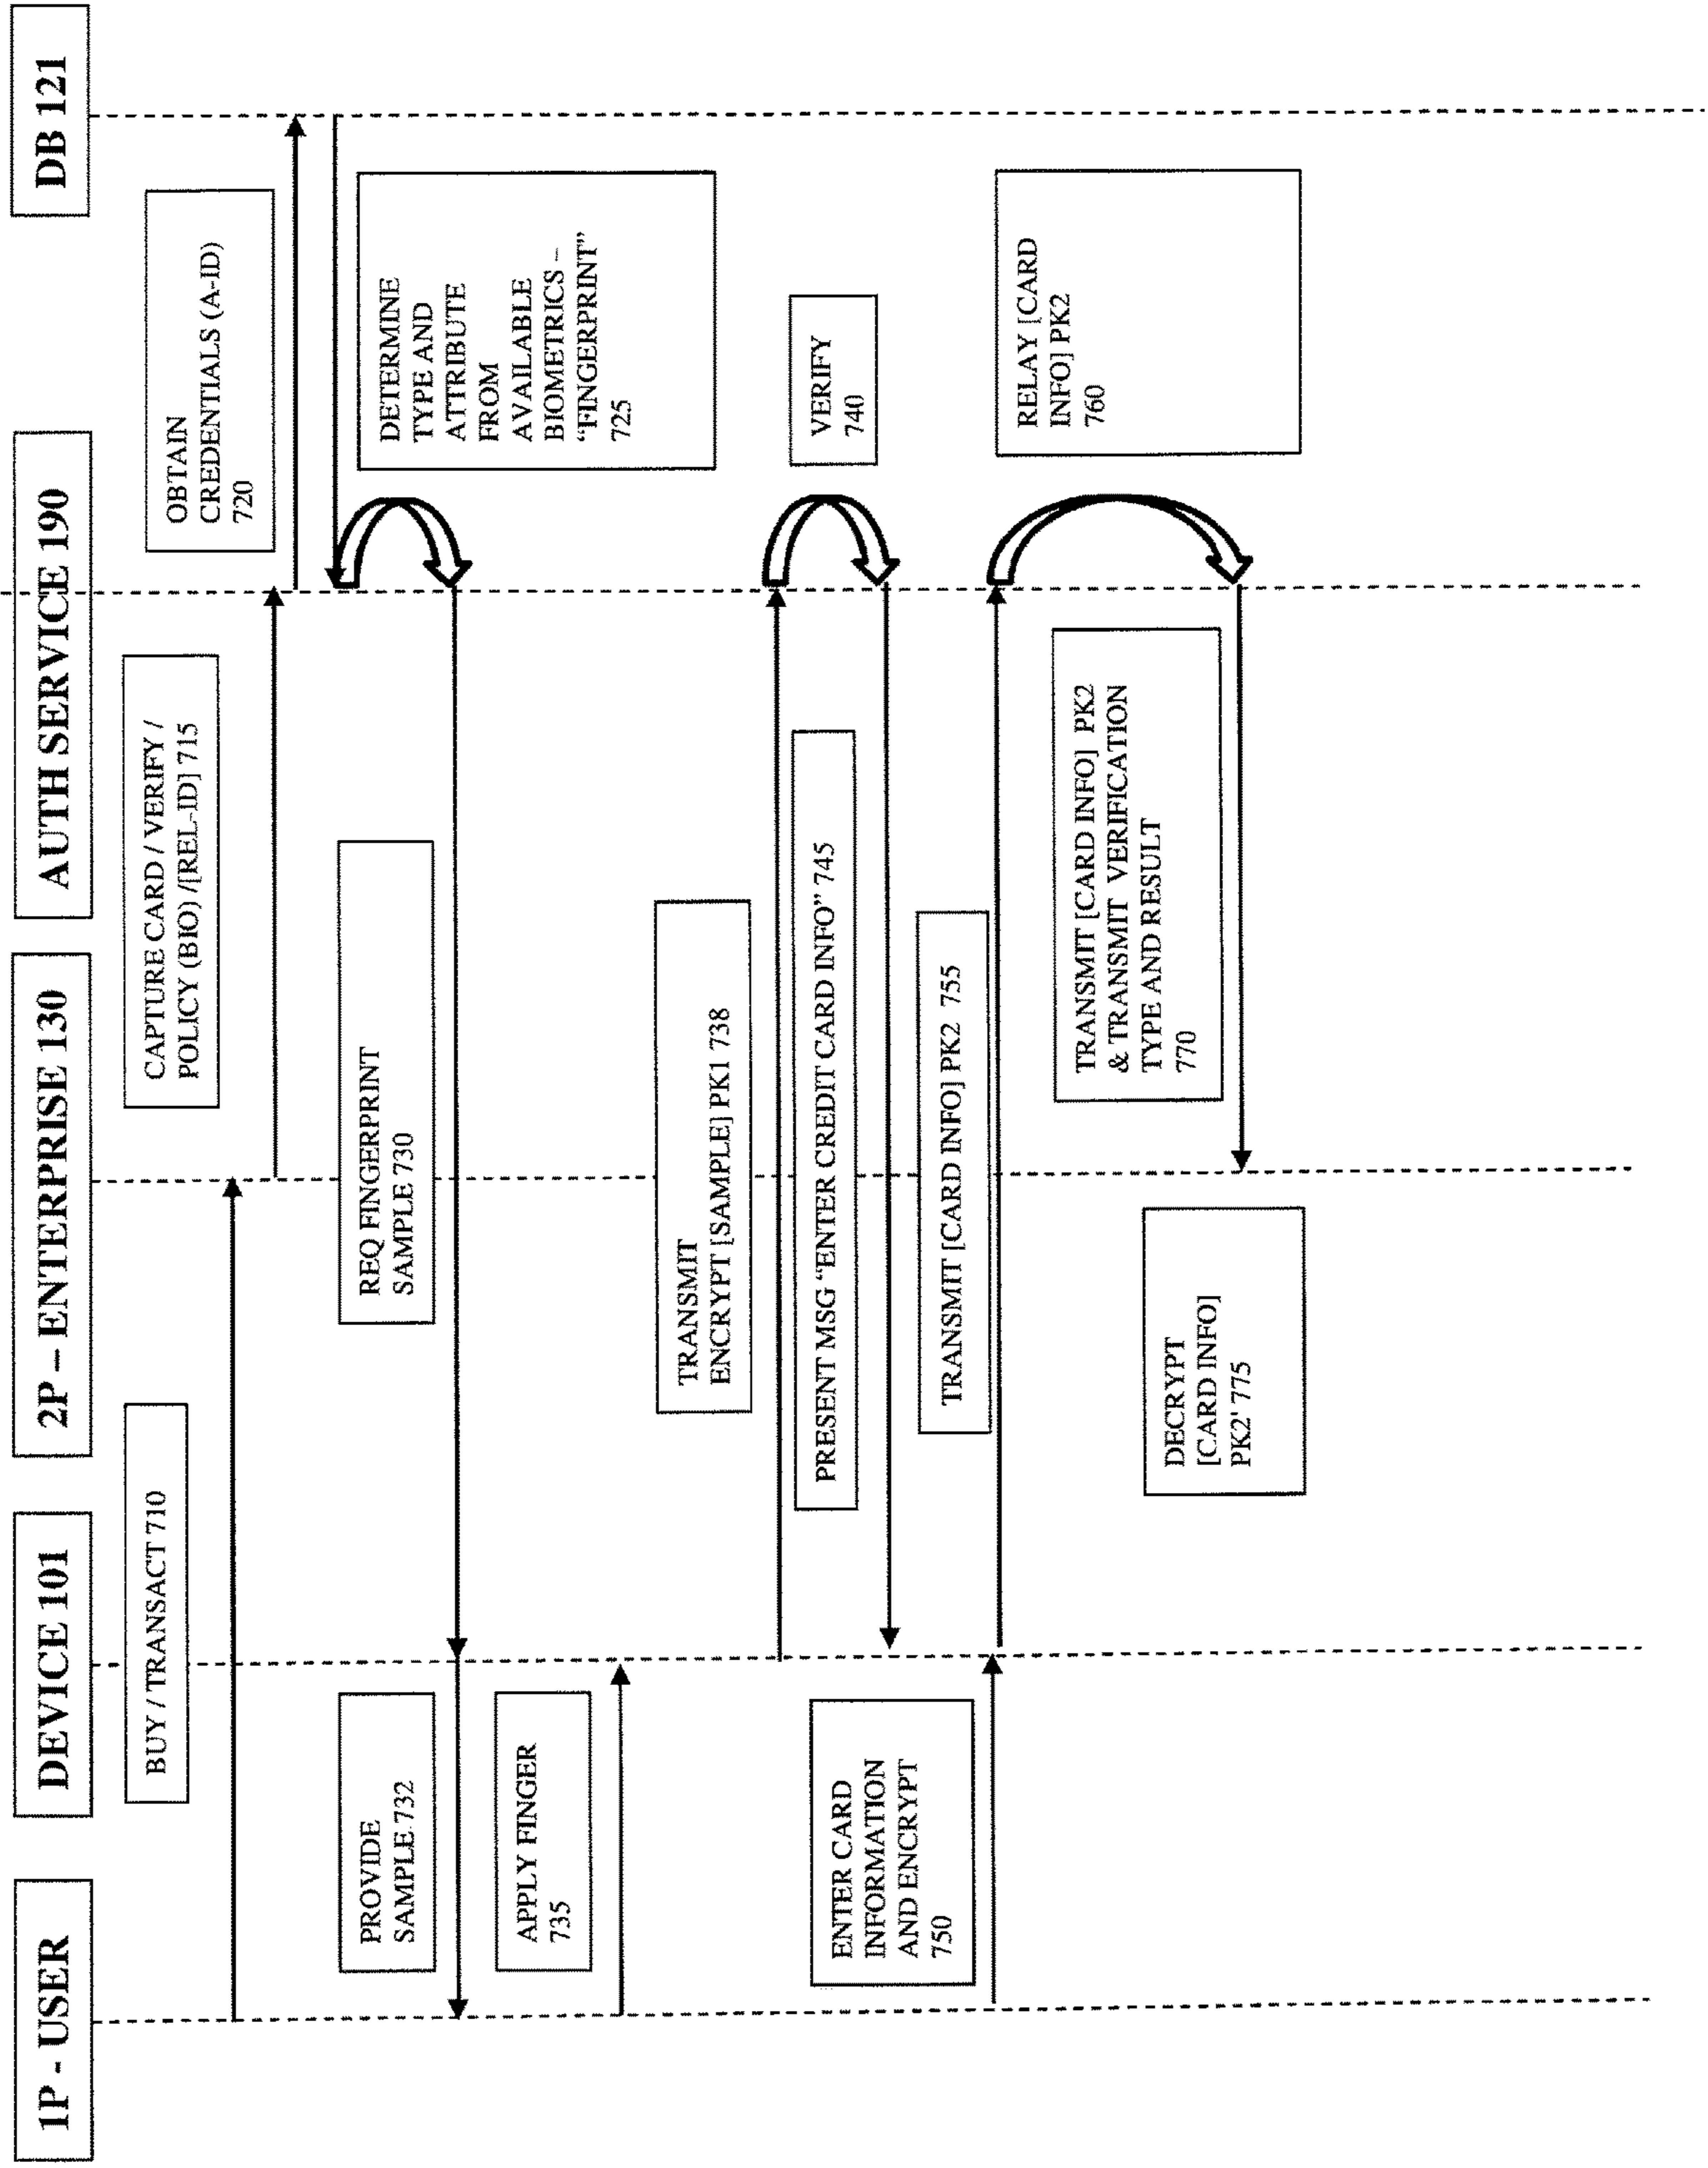 1P - USER
DEVICE 101
2P – ENTERPRISE 130
AUTH SERVICE 190
DB 121
BUY / TRANSACT 710
CAPTURE CARD / VERIFY /
POLICY (BIO) /[REL-ID] 715
OBTAIN
CREDENTIALS (A-ID)
720
DETERMINE
TYPE AND
ATTRIBUTE
FROM
AVAILABLE
BIOMETRICS –
“FINGERPRINT”
725
REQ FINGERPRINT
SAMPLE 730
PROVIDE
SAMPLE 732
APPLY FINGER
735
TRANSMIT
ENCRYPT [SAMPLE] PK1 738
VERIFY
740
PRESENT MSG “ENTER CREDIT CARD INFO” 745
ENTER CARD
INFORMATION
AND ENCRYPT
750
TRANSMIT [CARD INFO] PK2 755
RELAY [CARD
INFO] PK2
760
TRANSMIT [CARD INFO] PK2
& TRANSMIT VERIFICATION
TYPE AND RESULT
770
DECRYPT
[CARD INFO]
PK2' 775